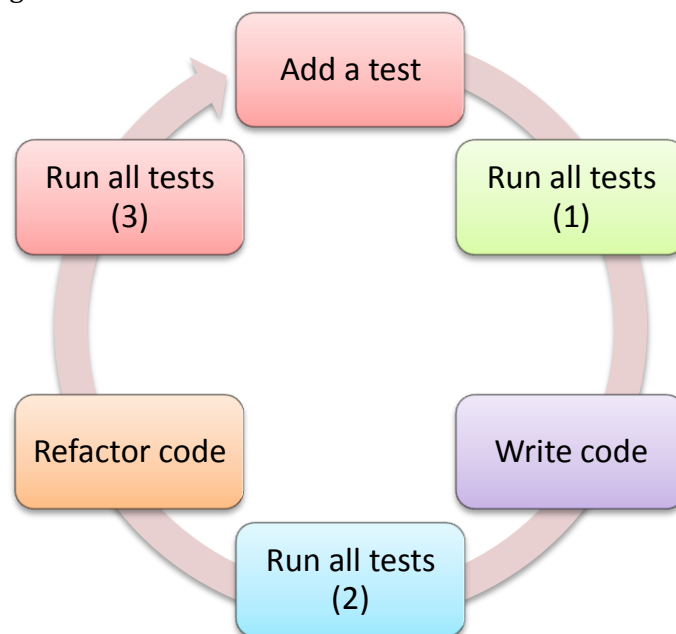 Add a test
Run all tests
(1)
Write code
Run all tests
(2)
Refactor code
Run all tests
(3)